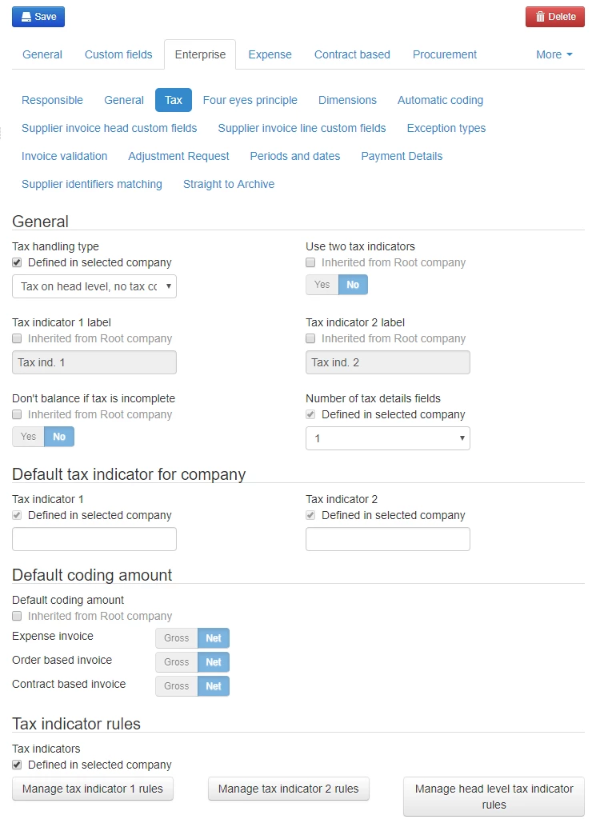 Save Delete
General Custom fields Enterprise Expense Contract based Procurement More
Responsible General Tax Four eyes principle Dimensions Automatic coding
Supplier invoice head custom fields Supplier invoice line custom fields Exception types
Invoice validation Adjustment Request Periods and dates Payment Details
Supplier identifiers matching Straight to Archive
General
Tax handling type Use two tax indicators
Defined in selected company Inherited from Root company
Tax on head level, no tax cc Yes No
Tax indicator 1 label Tax indicator 2 label
Inherited from Root company Inherited from Root company
Tax ind. 1 Tax ind. 2
Don't balance if tax is incomplete Number of tax details fields
Inherited from Root company Defined in selected company
Yes No 1
Default tax indicator for company
Tax indicator 1 Tax indicator 2
Defined in selected company Defined in selected company
Default coding amount
Default coding amount
Inherited from Root company
Expense invoice Gross Net
Order based invoice Gross Net
Contract based invoice Gross Net
Tax indicator rules
Tax indicators
Defined in selected company
Manage tax indicator 1 rules Manage tax indicator 2 rules Manage head level tax indicator
rules